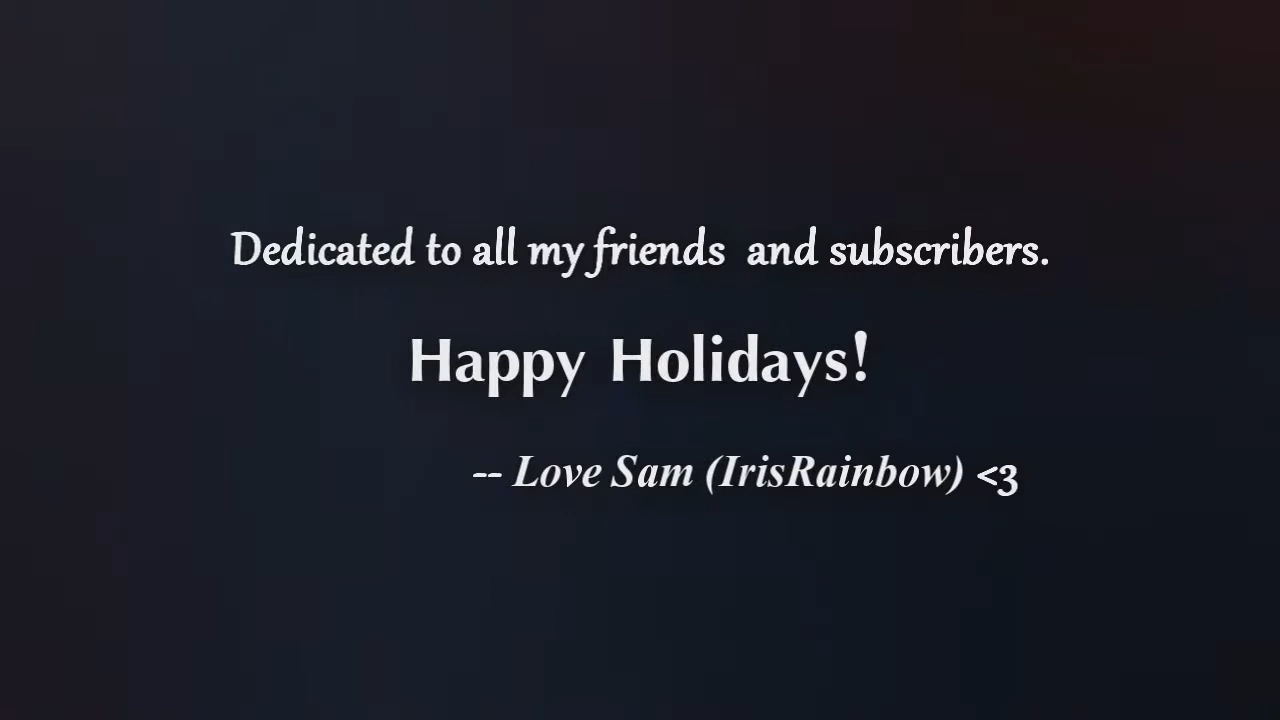 Dedicated to all my friends  and subscribers.
Happy Holidays!
-- Love Sam (IrisRainbow) <3